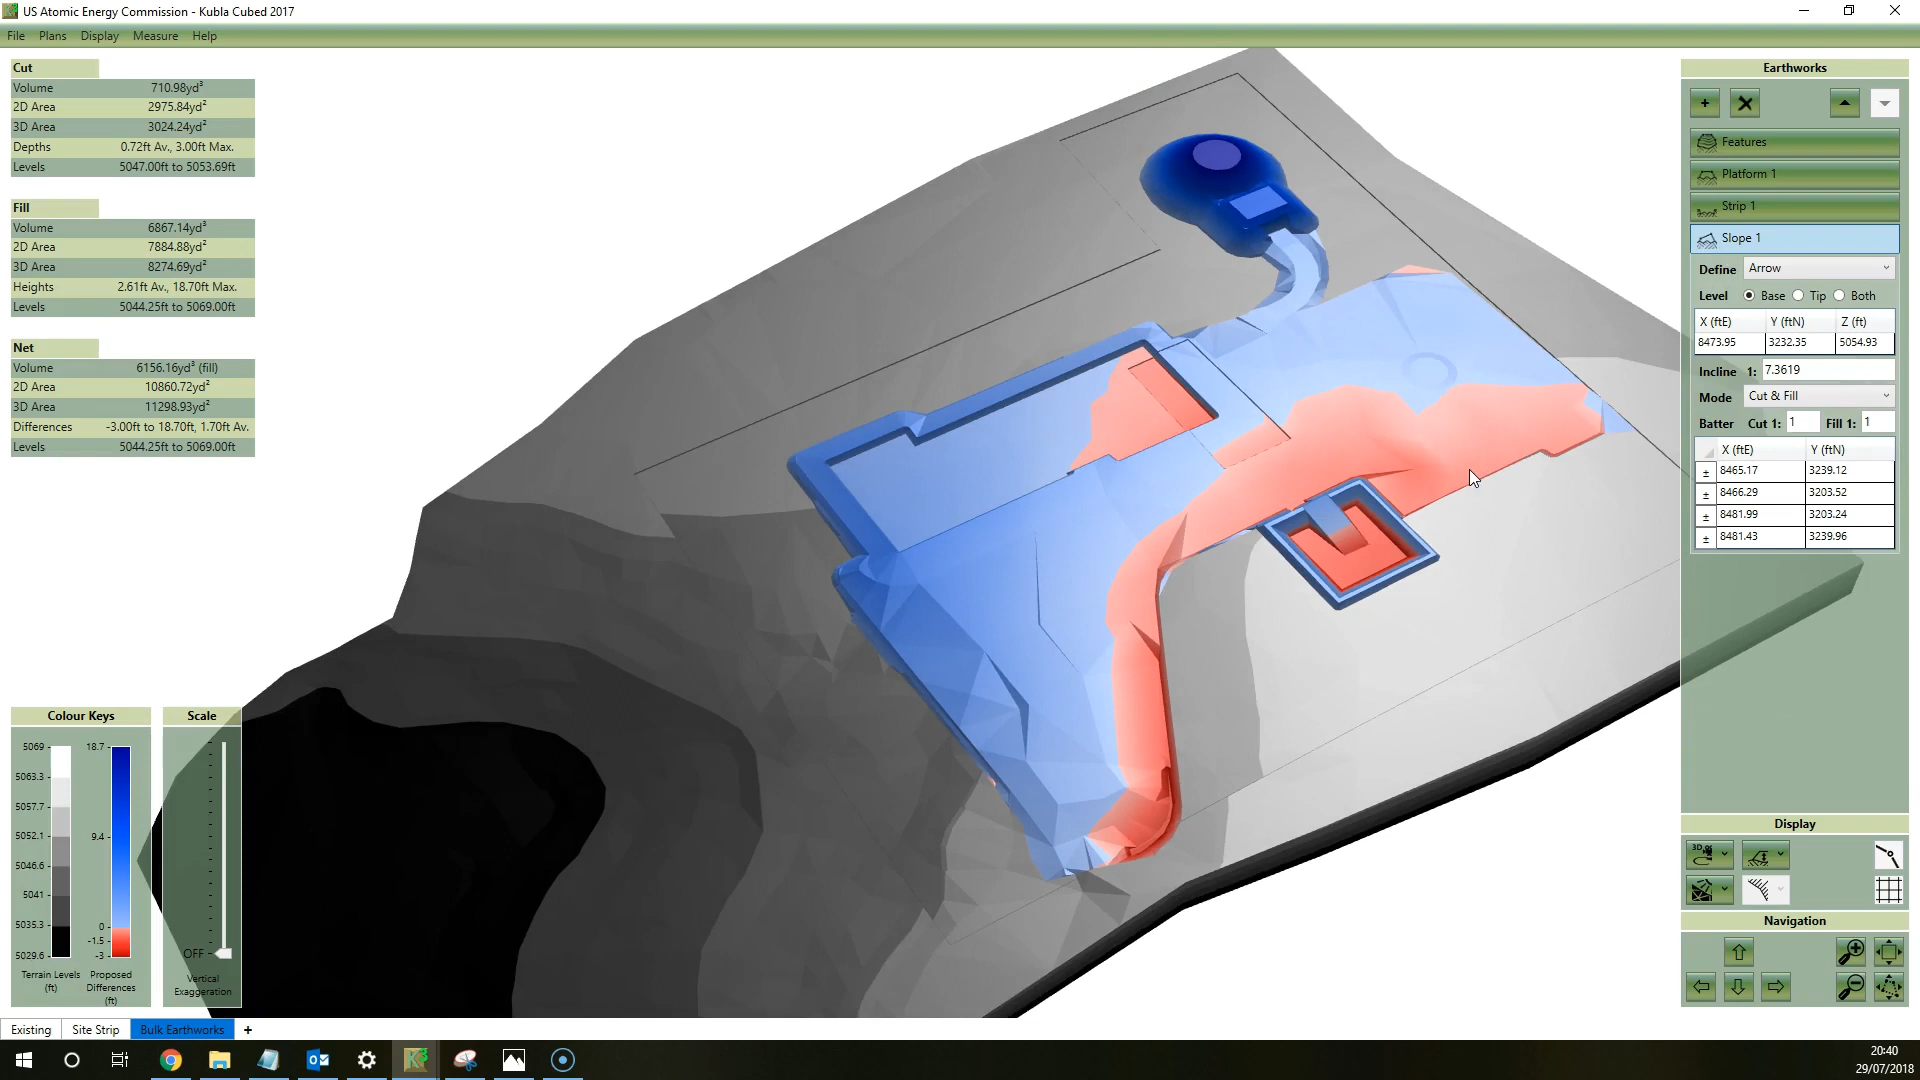 US Atomic Energy Commission - Kubla Cubed 2017
File Plans Display Measure Help
Cut
Volume 710.98yd³
2D Area 2975.84yd²
3D Area 3024.24yd²
Depths 0.72ft Av., 3.00ft Max.
Levels 5047.00ft to 5053.69ft
Fill
Volume 6867.14yd³
2D Area 7884.88yd²
3D Area 8274.69yd²
Heights 2.61ft Av., 18.70ft Max.
Levels 5044.25ft to 5069.00ft
Net
Volume 6156.16yd³ (fill)
2D Area 10860.72yd²
3D Area 11298.93yd²
Differences -3.00ft to 18.70ft, 1.70ft Av.
Levels 5044.25ft to 5069.00ft
Colour Keys
5069
5063.3
5057.7
5052.1
5046.6
5041
5035.3
5029.6
Terrain Levels
(ft)
18.7
9.4
0
-1.5
-3
Proposed
Differences
(ft)
Scale
OFF
Vertical
Exaggeration
Earthworks
+
Features
Platform 1
Strip 1
Slope 1
Define Arrow
Level Base Tip Both
X (ftE) Y (ftN) Z (ft)
8473.95 3232.35 5054.93
Incline 1: 7.3619
Mode Cut & Fill
Batter Cut 1: 1 Fill 1: 1
X (ftE) Y (ftN)
± 8465.17 3239.12
± 8466.29 3203.52
± 8481.99 3203.24
± 8481.43 3239.96
Display
3D
Navigation
Existing Site Strip Bulk Earthworks +
20:40
29/07/2018